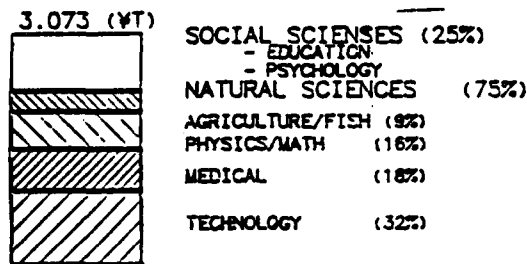 3.073 (¥T)
SOCIAL SCIENSES (25%)
- EDUCATION
- PSYCHOLOGY
NATURAL SCIENCES (75%)
AGRICULTURE/FISH (9%)
PHYSICS/MATH (16%)
MEDICAL (18%)
TECHNOLOGY (32%)